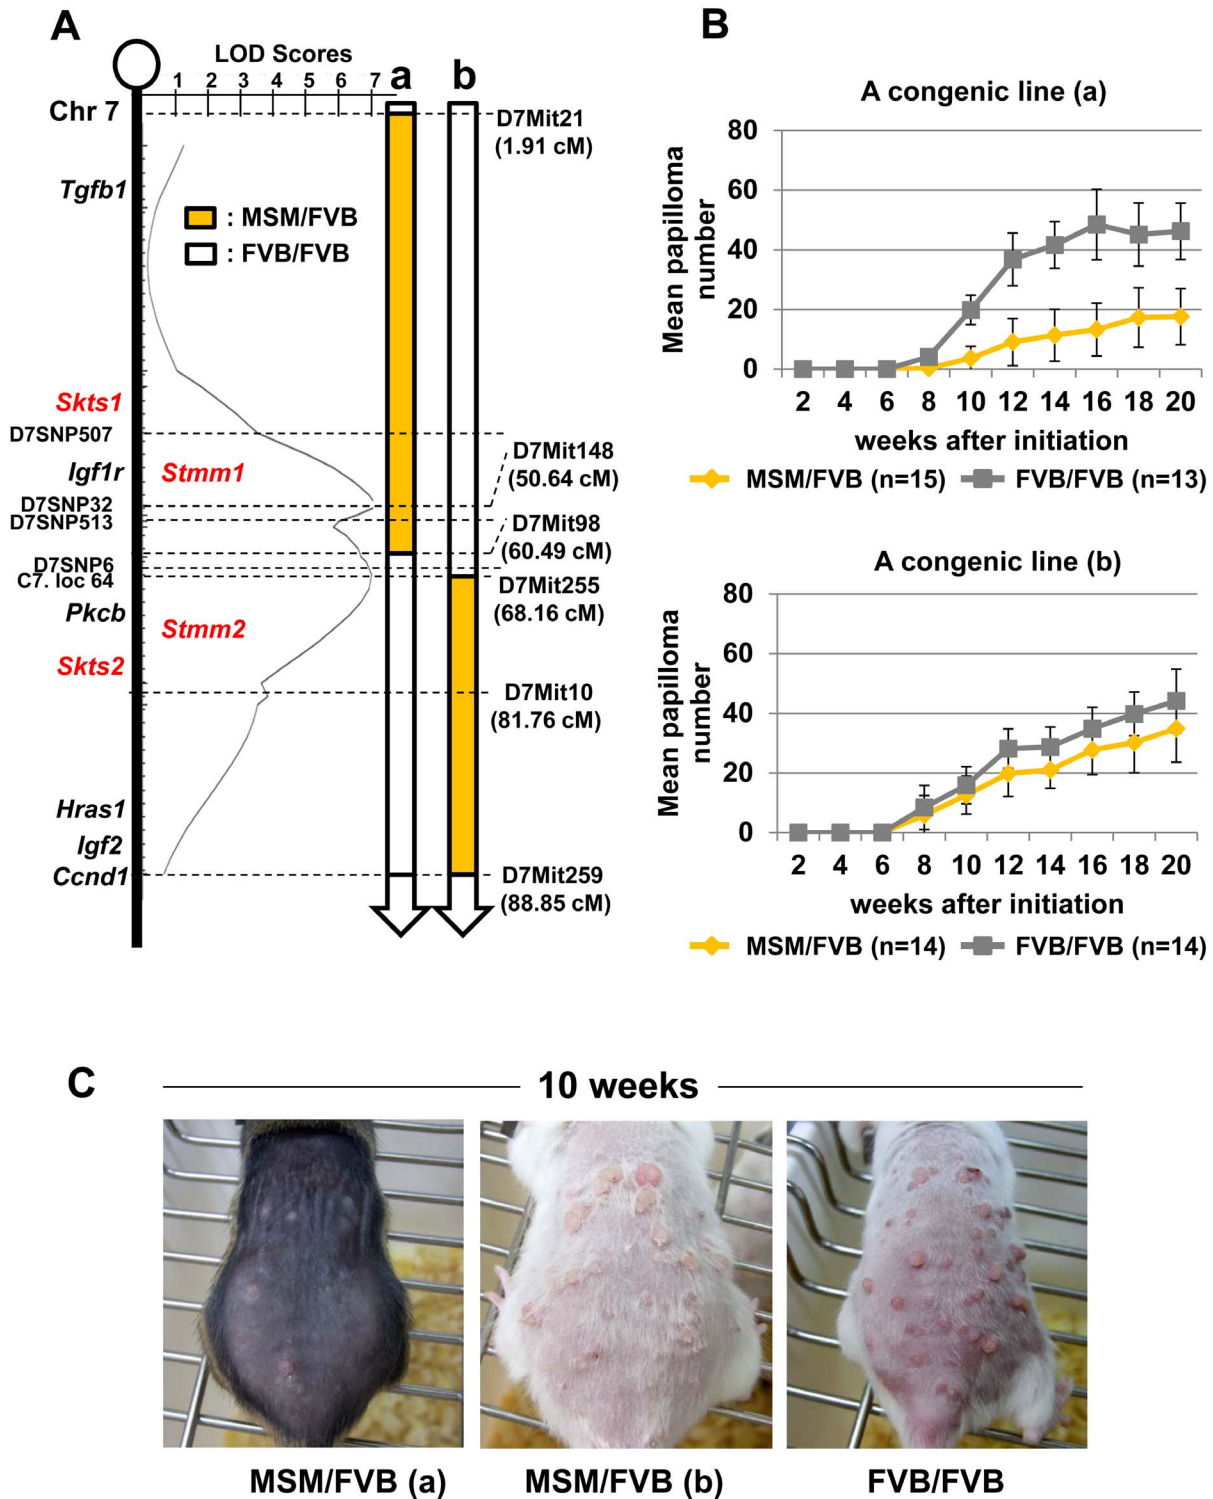 A
LOD Scores
1 2 3 4 5 6 7
a b
Chr 7
Tgfb1
: MSM/FVB
: FVB/FVB
Skts1
D7SNP507
Igf1r
Stmm1
D7SNP32
D7SNP513
D7SNP6
C7. loc 64
Pkcb
Stmm2
Skts2
Hras1
Igf2
Ccnd1
D7Mit21
(1.91 cM)
D7Mit148
(50.64 cM)
D7Mit98
(60.49 cM)
D7Mit255
(68.16 cM)
D7Mit10
(81.76 cM)
D7Mit259
(88.85 cM)
B
A congenic line (a)
Mean papilloma
number
80
60
40
20
0
2 4 6 8 10 12 14 16 18 20
weeks after initiation
MSM/FVB (n=15) FVB/FVB (n=13)
A congenic line (b)
Mean papilloma
number
80
60
40
20
0
2 4 6 8 10 12 14 16 18 20
weeks after initiation
MSM/FVB (n=14) FVB/FVB (n=14)
C
10 weeks
MSM/FVB (a) MSM/FVB (b) FVB/FVB